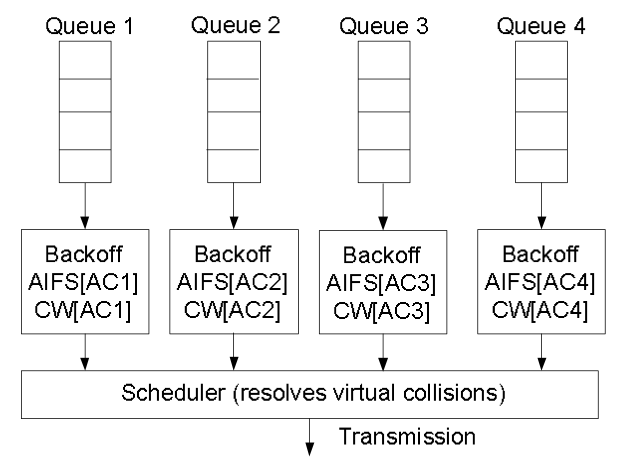 Queue 1 Queue 2 Queue 3 Queue 4
Backoff
AIFS[AC1]
CW[AC1]
Backoff
AIFS[AC2]
CW[AC2]
Backoff
AIFS[AC3]
CW[AC3]
Backoff
AIFS[AC4]
CW[AC4]
Scheduler (resolves virtual collisions)
Transmission